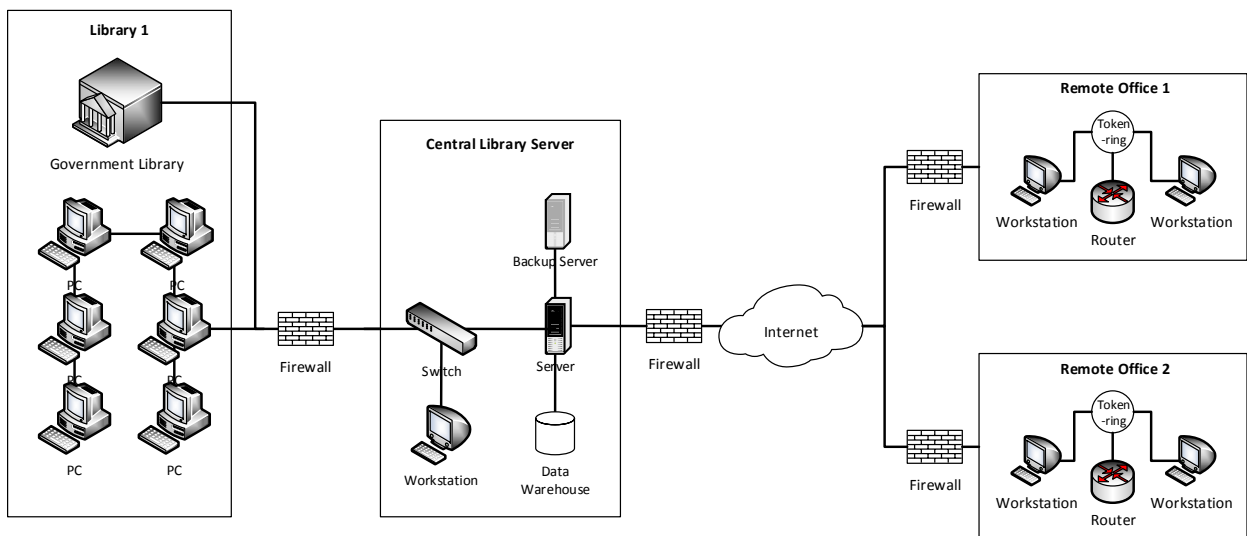 Library 1
Government Library
PC
PC
PC
PC
PC
PC
Firewall
Central Library Server
Backup Server
Switch
Server
Workstation
Data
Warehouse
Firewall
Internet
Firewall
Remote Office 1
Token
-ring
Workstation
Router
Workstation
Firewall
Remote Office 2
Token
-ring
Workstation
Router
Workstation